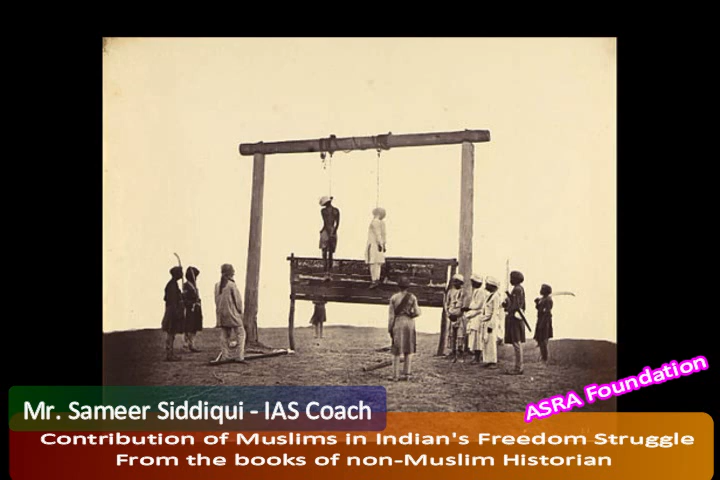 Mr. Sameer Siddiqui - IAS Coach
ASRA Foundation
Contribution of Muslims in Indian's Freedom Struggle
From the books of non-Muslim Historian